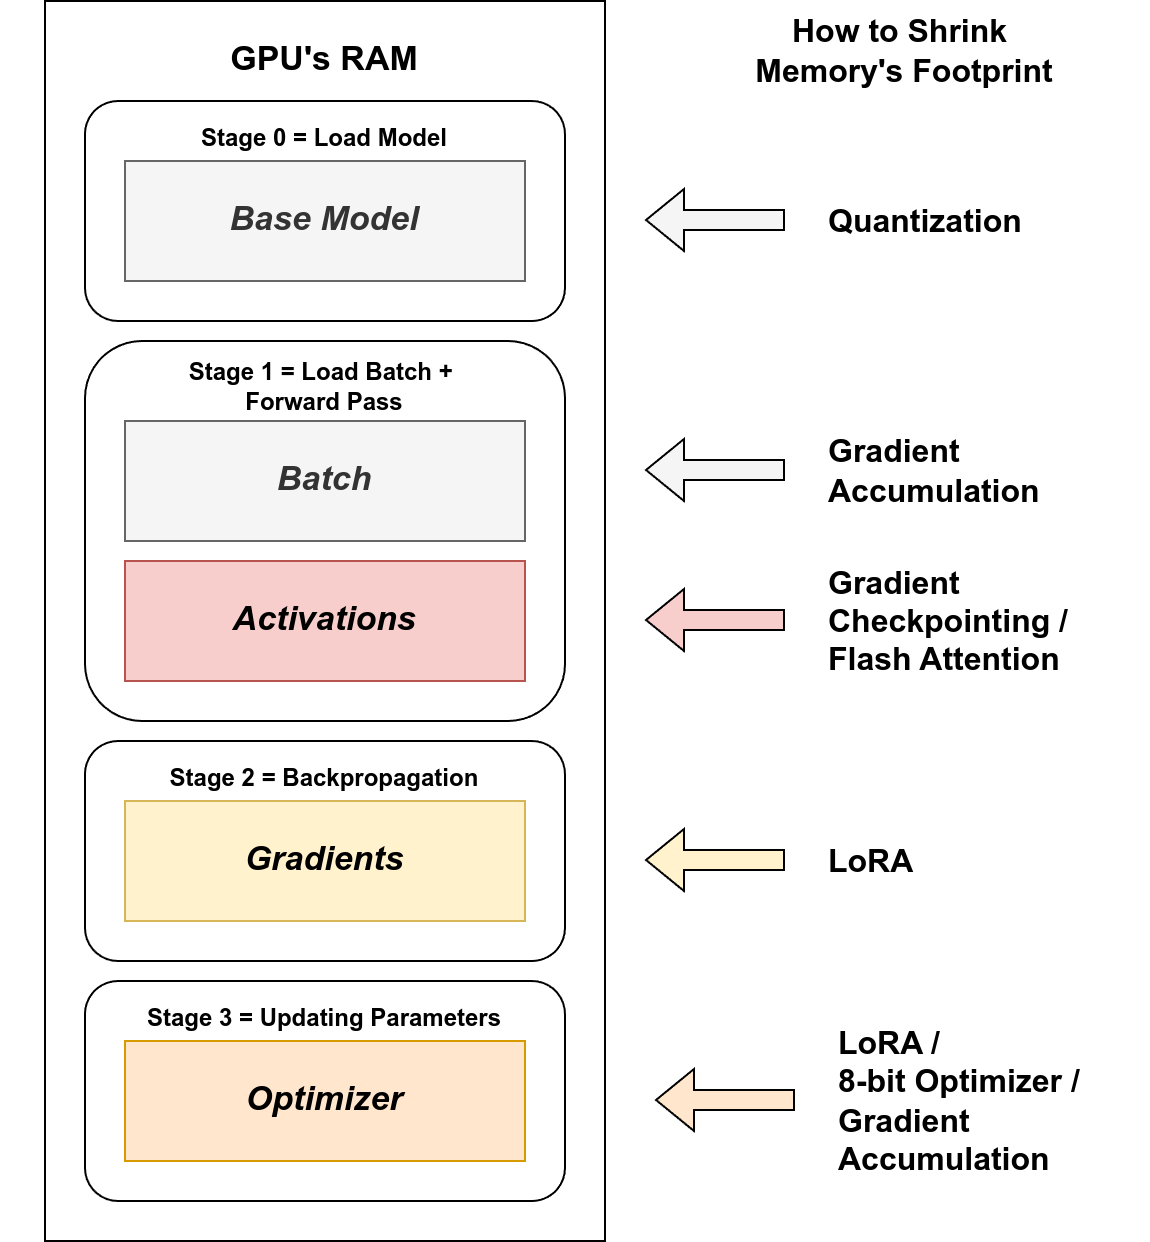 GPU's RAM
How to Shrink
Memory's Footprint
Stage 0 = Load Model
Base Model
Quantization
Stage 1 = Load Batch +
Forward Pass
Batch
Gradient
Accumulation
Activations
Gradient
Checkpointing /
Flash Attention
Stage 2 = Backpropagation
Gradients
LoRA
Stage 3 = Updating Parameters
Optimizer
LoRA /
8-bit Optimizer /
Gradient
Accumulation